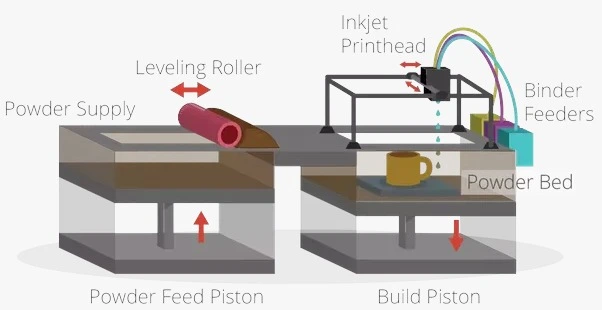 Inkjet
Printhead
Leveling Roller
Powder Supply
Binder
Feeders
Powder Bed
Powder Feed Piston
Build Piston